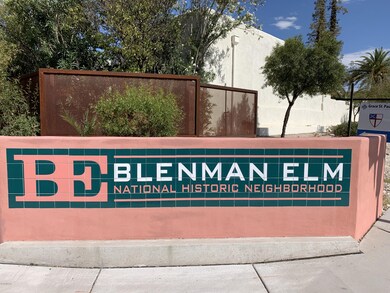 BE
BLENMAN ELM
NATIONAL HISTORIC NEIGHBORHOOD